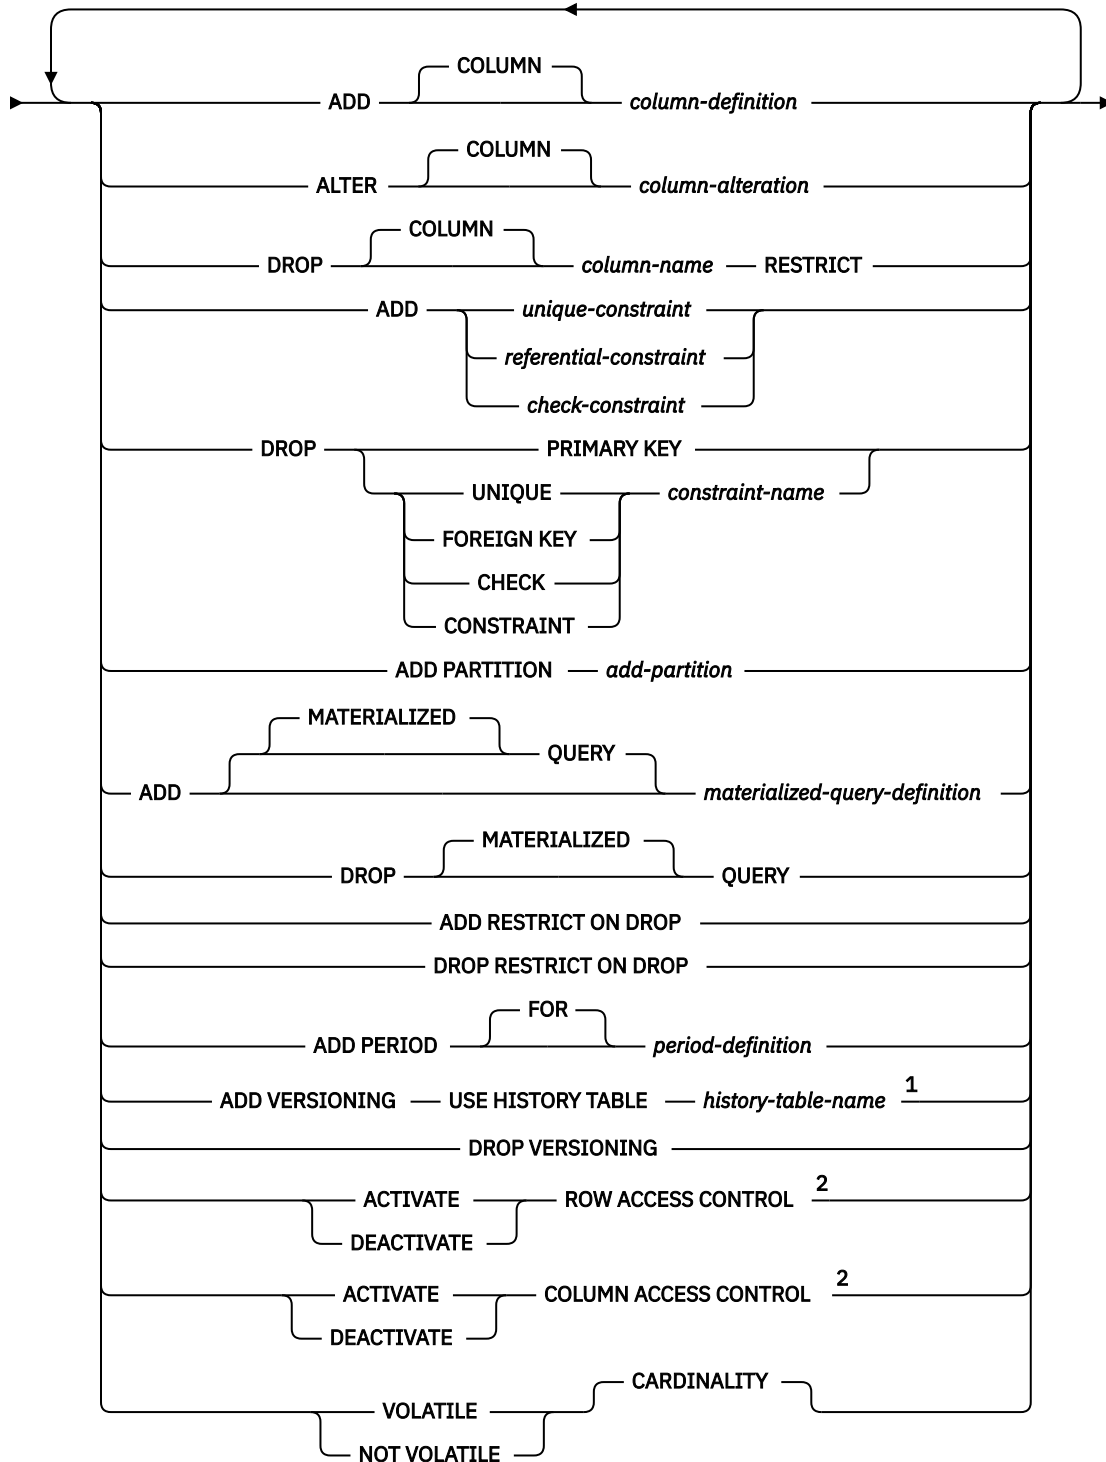 COLUMN
ADD column-definition
COLUMN
ALTER column-alteration
COLUMN
DROP column-name RESTRICT
ADD unique-constraint
referential-constraint
check-constraint
DROP PRIMARY KEY
UNIQUE constraint-name
FOREIGN KEY
CHECK
CONSTRAINT
ADD PARTITION add-partition
MATERIALIZED
QUERY
ADD materialized-query-definition
MATERIALIZED
DROP QUERY
ADD RESTRICT ON DROP
DROP RESTRICT ON DROP
FOR
ADD PERIOD period-definition
ADD VERSIONING USE HISTORY TABLE history-table-name 1
DROP VERSIONING
ACTIVATE ROW ACCESS CONTROL 2
DEACTIVATE
ACTIVATE COLUMN ACCESS CONTROL 2
DEACTIVATE
CARDINALITY
VOLATILE
NOT VOLATILE